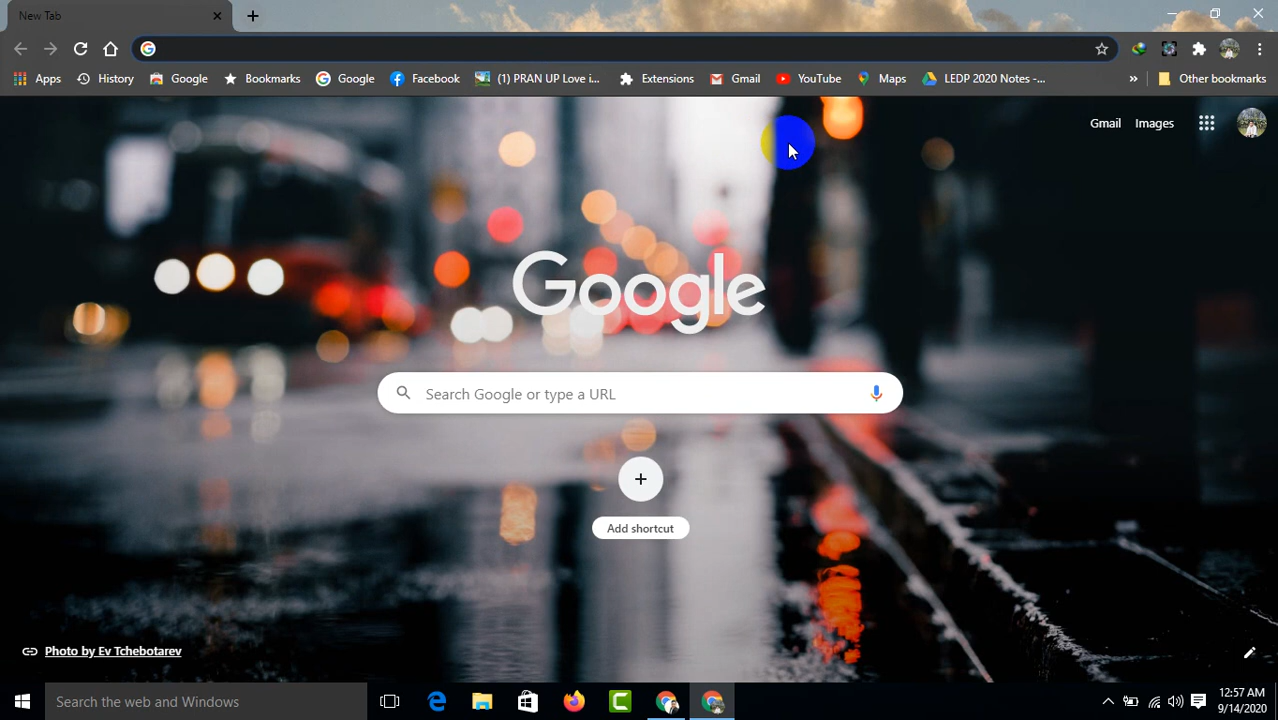 New Tab
Apps History Google Bookmarks Google Facebook (1) PRAN UP Love i... Extensions Gmail YouTube Maps LEDP 2020 Notes -... » Other bookmarks
Gmail Images
Google
Search Google or type a URL
Add shortcut
Photo by Ev Tchebotarev
Search the web and Windows
12:57 AM
9/14/2020